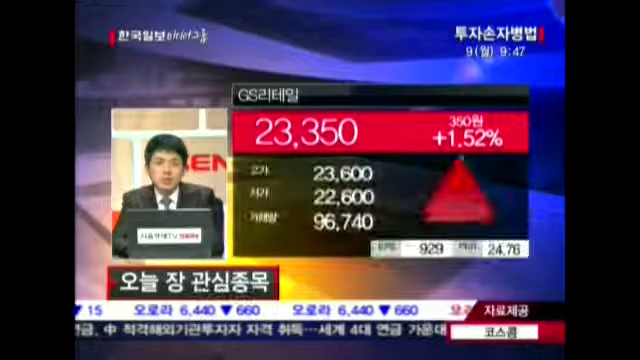 한국일보 미디어그룹
투자손자병법
9(월) 9:47
GS리테일
23,350
350원
+1.52%
고가 23,600
저가 22,600
거래량 96,740
929 24.76
서울경제TV SEN
오늘 장 관심종목
▼ 15 오로라 6,440 ▼ 660 오로라 6,440 ▼ 660
자료제공
연금, 中 적격해외기관투자자 자격 취득…세계 4대 연금 가운데
코스콤